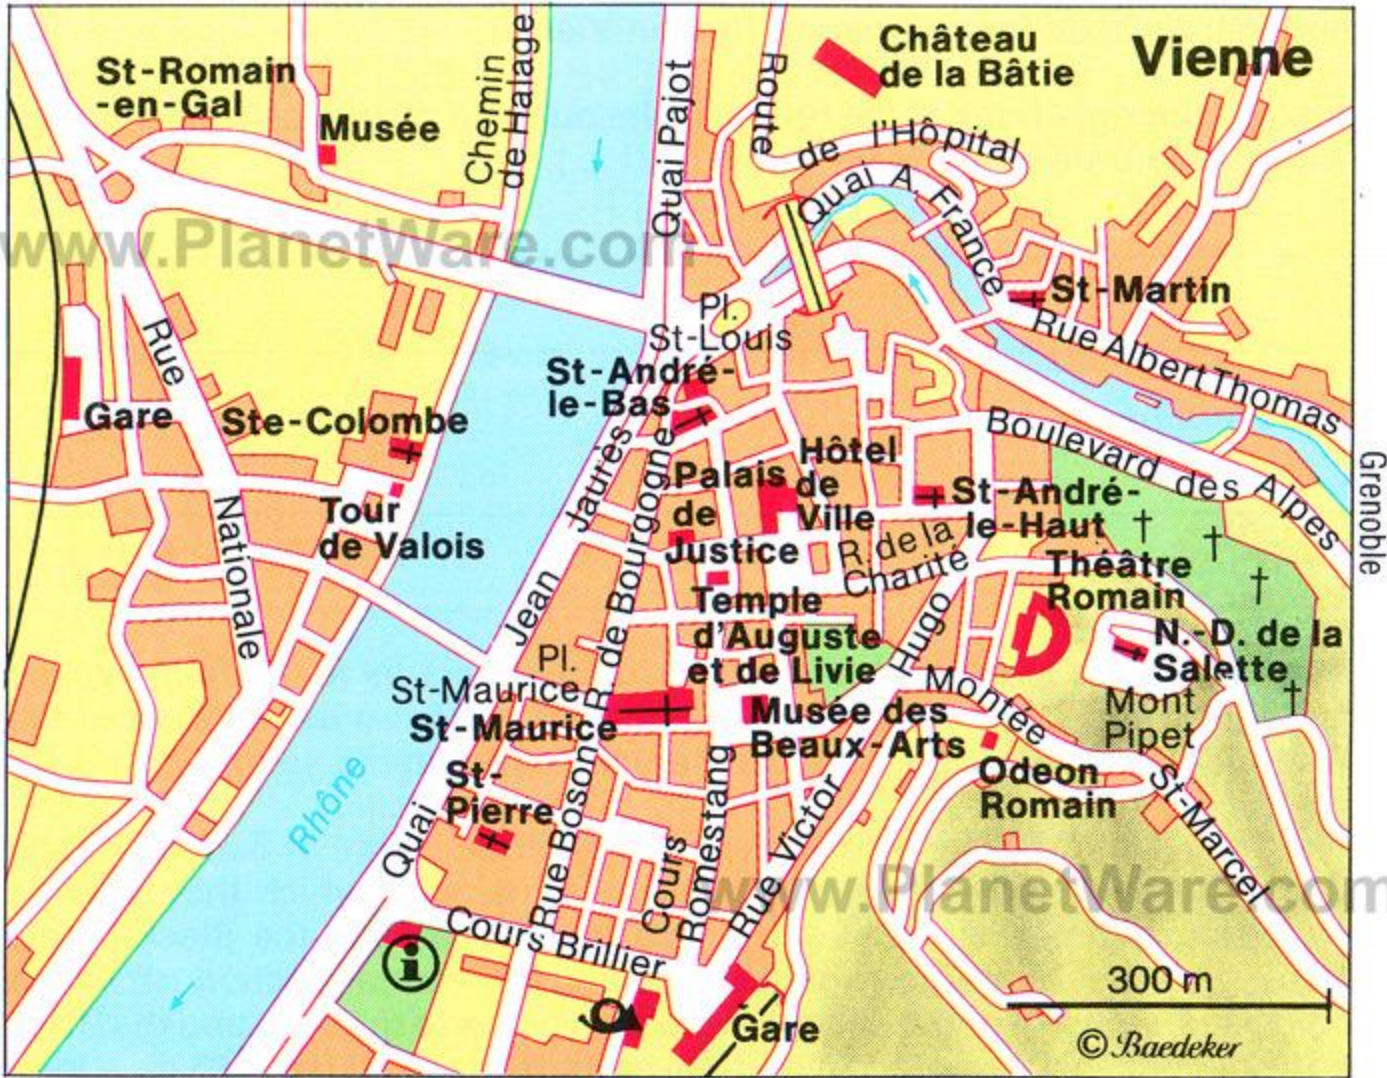 Vienne
Château
de la Bâtie
St-Romain
-en-Gal
Musée
Chemin
de Halage
Quai Pajot
Route
de l'Hôpital
Quai A. France
www.PlanetWare.com
St-Martin
Rue Albert Thomas
Pl.
St-Louis
St-André-
le-Bas
Rue
Nationale
Gare
Ste-Colombe
Tour
de Valois
Quai Jean Jaurès
R. de Bourgogne
Palais
de
Justice
Hôtel
de
Ville
Boulevard des Alpes
Grenoble
St-André-
le-Haut
R. de la
Charité
Théâtre
Romain
Temple
d'Auguste
et de Livie
N.-D. de la
Salette
Mont
Pipet
Pl.
St-Maurice
St-Maurice
Musée des
Beaux-Arts
Rue Victor Hugo
Montée
St-Marcel
Odeon
Romain
St-
Pierre
Rhône
Rue Boson
Cours
Romestang
Cours Brillier
www.PlanetWare.com
i
Gare
300 m
© Baedeker